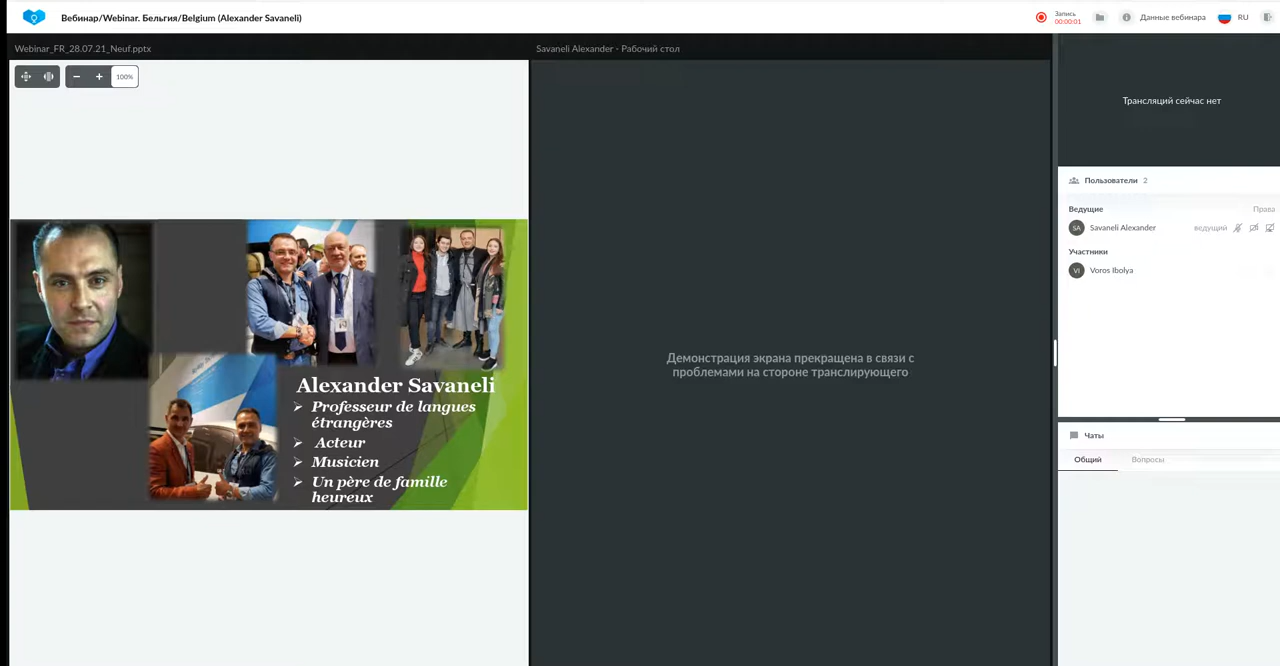 Вебинар/Webinar. Бельгия/Belgium (Alexander Savaneli)
Запись
00:00:01
Данные вебинара
RU
Webinar_FR_28.07.21_Neuf.pptx
Savaneli Alexander - Рабочий стол
100%
Трансляций сейчас нет
Пользователи 2
Ведущие
Права
SA
Savaneli Alexander
ведущий
Участники
VI
Voros Ibolya
Демонстрация экрана прекращена в связи с
проблемами на стороне транслирующего
Alexander Savaneli
Professeur de langues
étrangères
Acteur
Musicien
Un père de famille
heureux
Чаты
Общий
Вопросы